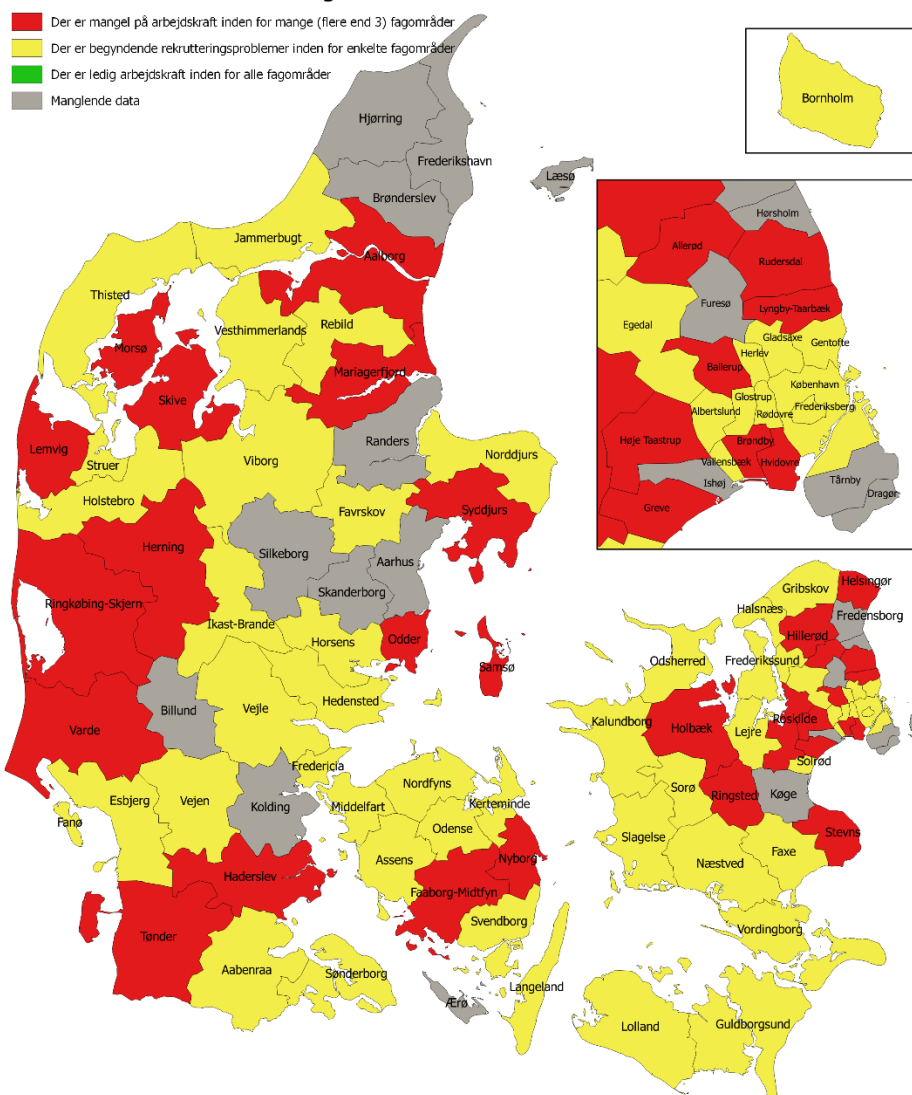 Der er mangel på arbejdskraft inden for mange (flere end 3) fagområder
Der er begyndende rekrutteringsproblemer inden for enkelte fagområder
Der er ledig arbejdskraft inden for alle fagområder
Manglende data
Bornholm
Hjørring
Frederikshavn
Læsø
Brønderslev
Jammerbugt
Aalborg
Thisted
Vesthimmerlands
Rebild
Morsø
Mariagerfjord
Skive
Lemvig
Randers
Struer
Viborg
Norddjurs
Holstebro
Favrskov
Syddjurs
Herning
Silkeborg
Aarhus
Skanderborg
Ringkøbing-Skjern
Ikast-Brande
Horsens
Odder
Samsø
Billund
Vejle
Hedensted
Varde
Fredericia
Esbjerg
Vejen
Kolding
Fanø
Middelfart
Nordfyns
Kerteminde
Odense
Assens
Nyborg
Haderslev
Faaborg-Midtfyn
Svendborg
Tønder
Aabenraa
Sønderborg
Langeland
Ærø
Hørsholm
Allerød
Rudersdal
Furesø
Lyngby-Taarbæk
Egedal
Gladsaxe
Gentofte
Herlev
Ballerup
København
Glostrup
Albertslund
Rødovre
Frederiksberg
Høje Taastrup
Brøndby
Vallensbæk
Hvidovre
Ishøj
Tårnby
Dragør
Greve
Gribskov
Helsingør
Halsnæs
Fredensborg
Hillerød
Odsherred
Frederikssund
Kalundborg
Holbæk
Roskilde
Lejre
Solrød
Sorø
Ringsted
Køge
Slagelse
Stevns
Næstved
Faxe
Vordingborg
Lolland
Guldborgsund